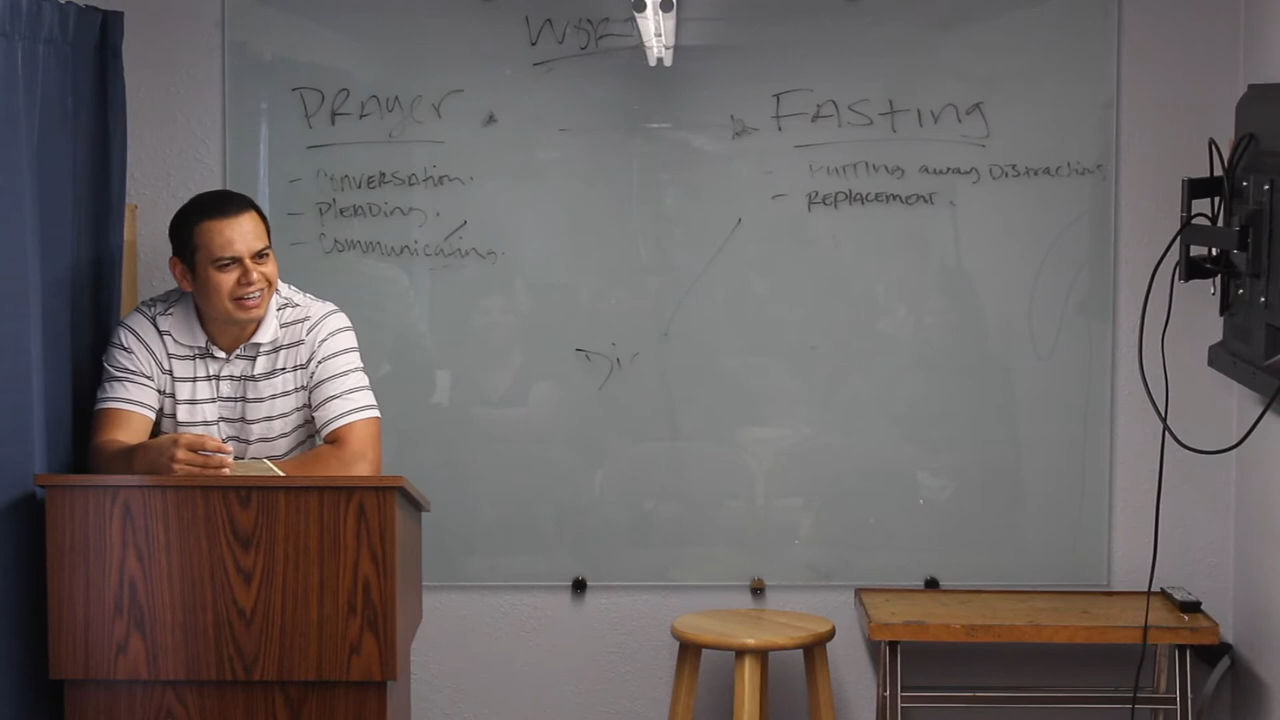 PRAyer
- CONVERSATION.
- PLEADING.
- Communicating.
FASting
- Putting away Distractions
- REPLACEMENT.